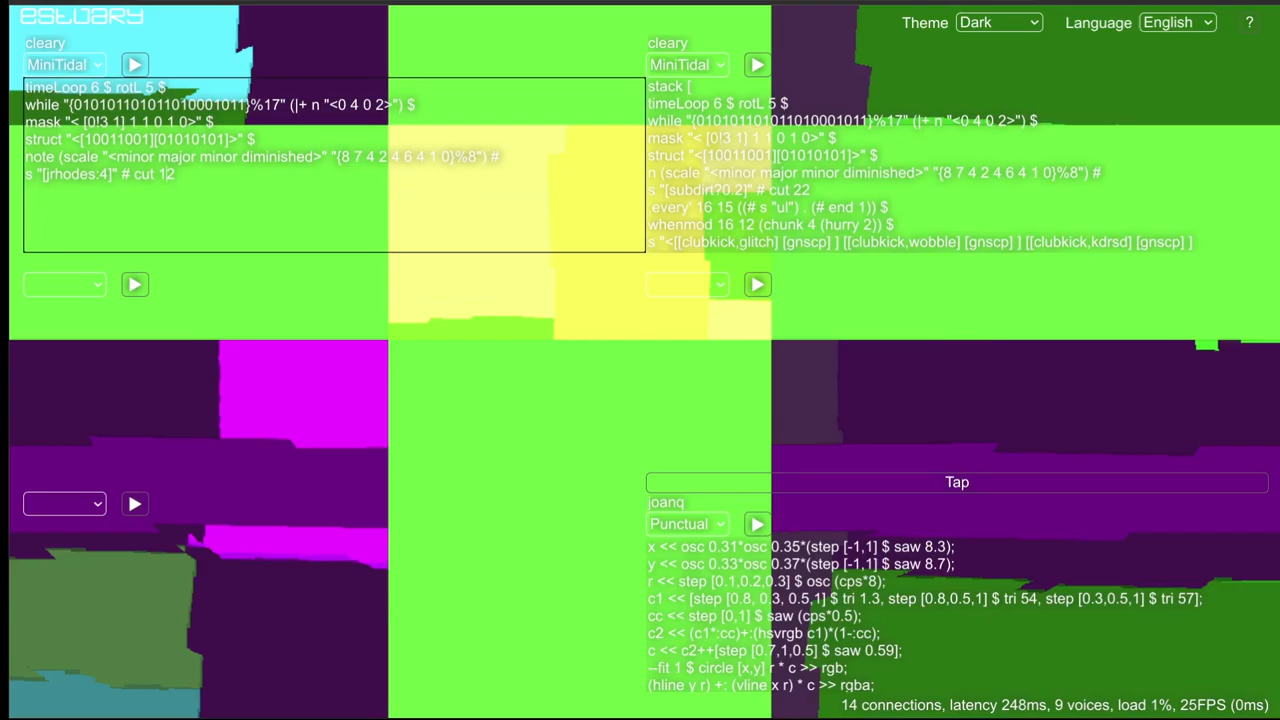 estuary
Theme Dark Language English ?
cleary
MiniTidal
timeLoop 6 $ rotL 5 $
while "{010101101011010001011}%17" (|+ n "<0 4 0 2>") $
mask "< [0!3 1] 1 1 0 1 0>" $
struct "<[10011001][01010101]>" $
note (scale "<minor major minor diminished>" "{8 7 4 2 4 6 4 1 0}%8") #
s "[jrhodes:4]" # cut 12
cleary
MiniTidal
stack [
timeLoop 6 $ rotL 5 $
while "{010101101011010001011}%17" (|+ n "<0 4 0 2>") $
mask "< [0!3 1] 1 1 0 1 0>" $
struct "<[10011001][01010101]>" $
n (scale "<minor major minor diminished>" "{8 7 4 2 4 6 4 1 0}%8") #
s "[subdirt?0.2]" # cut 22
,every' 16 15 ((# s "ul") . (# end 1)) $
whenmod 16 12 (chunk 4 (hurry 2)) $
s "<[[clubkick,glitch] [gnscp] ] [[clubkick,wobble] [gnscp] ] [[clubkick,kdrsd] [gnscp] ]
Tap
joanq
Punctual
x << osc 0.31*osc 0.35*(step [-1,1] $ saw 8.3);
y << osc 0.33*osc 0.37*(step [-1,1] $ saw 8.7);
r << step [0.1,0.2,0.3] $ osc (cps*8);
c1 << [step [0.8, 0.3, 0.5,1] $ tri 1.3, step [0.8,0.5,1] $ tri 54, step [0.3,0.5,1] $ tri 57];
cc << step [0,1] $ saw (cps*0.5);
c2 << (c1*:cc)+:(hsvrgb c1)*(1-:cc);
c << c2++[step [0.7,1,0.5] $ saw 0.59];
--fit 1 $ circle [x,y] r * c >> rgb;
(hline y r) +: (vline x r) * c >> rgba;
14 connections, latency 248ms, 9 voices, load 1%, 25FPS (0ms)